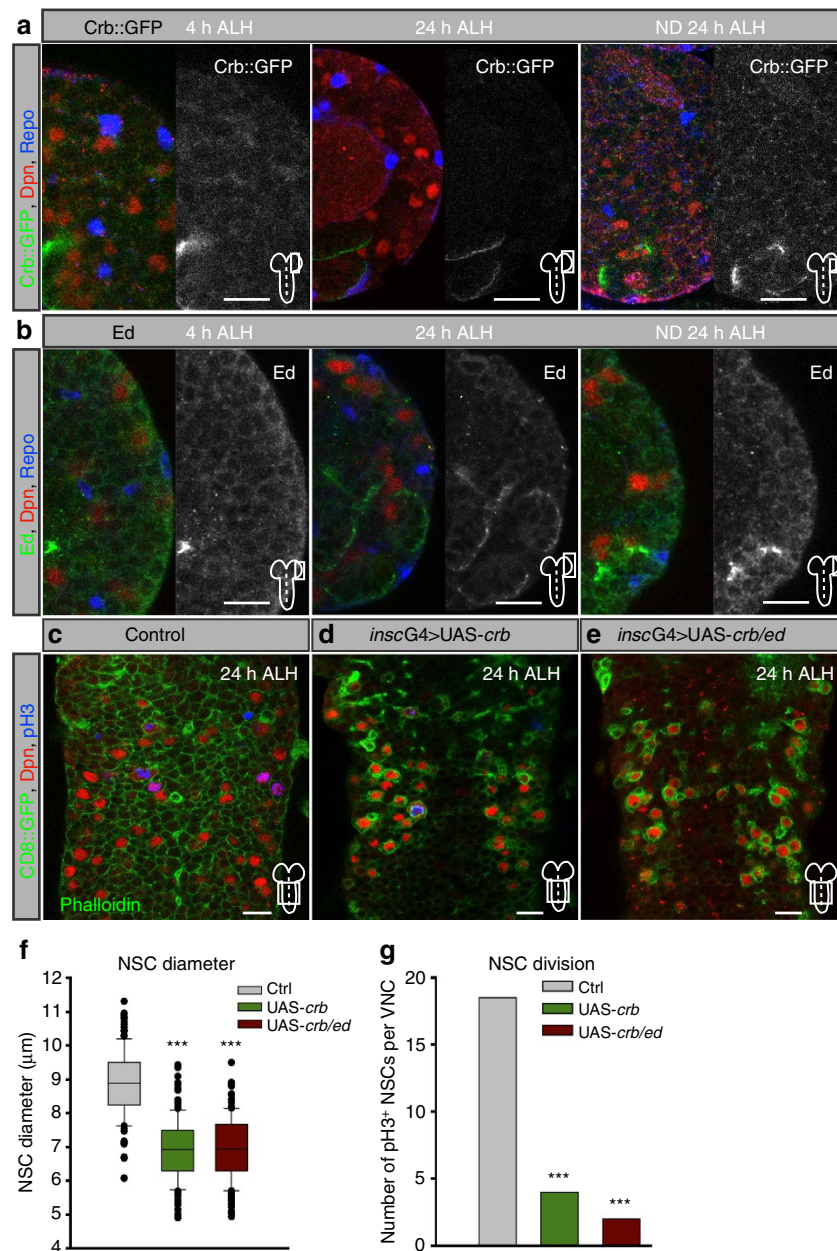 a
Crb::GFP 4 h ALH 24 h ALH ND 24 h ALH
Crb::GFP, Dpn, Repo
Crb::GFP Crb::GFP Crb::GFP
b
Ed 4 h ALH 24 h ALH ND 24 h ALH
Ed, Dpn, Repo
Ed Ed Ed
c Control d inscG4>UAS-crb e inscG4>UAS-crb/ed
CD8::GFP, Dpn, pH3
24 h ALH 24 h ALH 24 h ALH
Phalloidin
f
NSC diameter
Ctrl
UAS-crb
UAS-crb/ed
NSC diameter (µm)
12
11
10
9
8
7
6
5
4
*** ***
g
NSC division
Ctrl
UAS-crb
UAS-crb/ed
Number of pH3⁺ NSCs per VNC
20
15
10
5
0
***
***